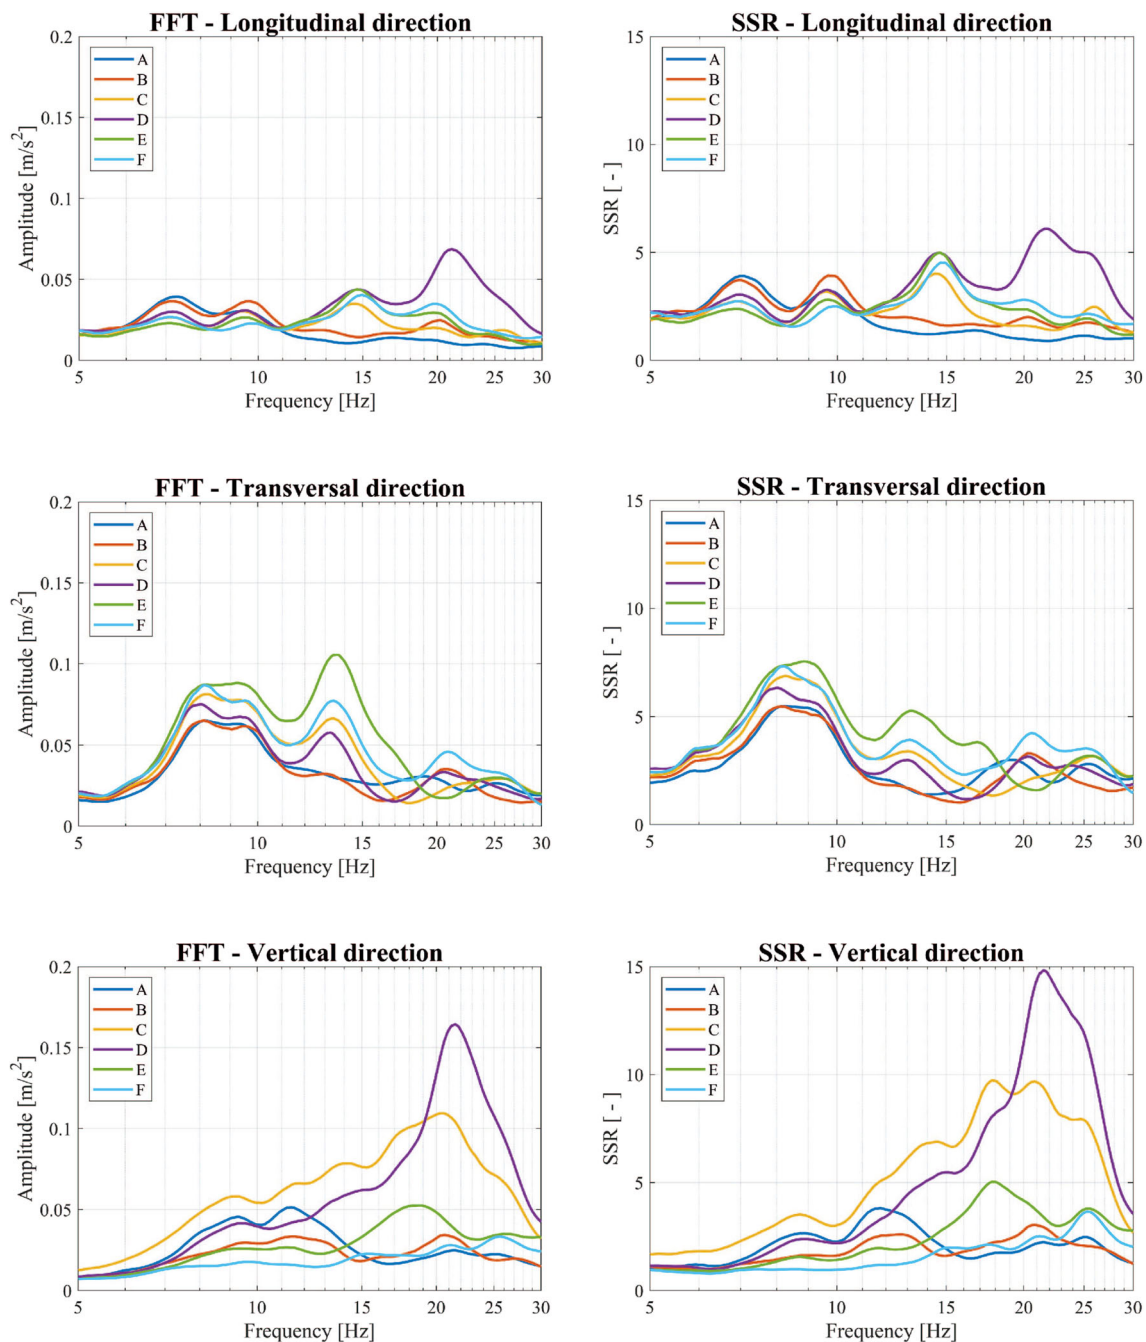 FFT - Longitudinal direction
0.2
0.15
0.1
0.05
0
Amplitude [m/s²]
A
B
C
D
E
F
5 10 15 20 25 30
Frequency [Hz]
SSR - Longitudinal direction
15
10
5
0
SSR [ - ]
A
B
C
D
E
F
5 10 15 20 25 30
Frequency [Hz]
FFT - Transversal direction
0.2
0.15
0.1
0.05
0
Amplitude [m/s²]
A
B
C
D
E
F
5 10 15 20 25 30
Frequency [Hz]
SSR - Transversal direction
15
10
5
0
SSR [ - ]
A
B
C
D
E
F
5 10 15 20 25 30
Frequency [Hz]
FFT - Vertical direction
0.2
0.15
0.1
0.05
0
Amplitude [m/s²]
A
B
C
D
E
F
5 10 15 20 25 30
Frequency [Hz]
SSR - Vertical direction
15
10
5
0
SSR [ - ]
A
B
C
D
E
F
5 10 15 20 25 30
Frequency [Hz]